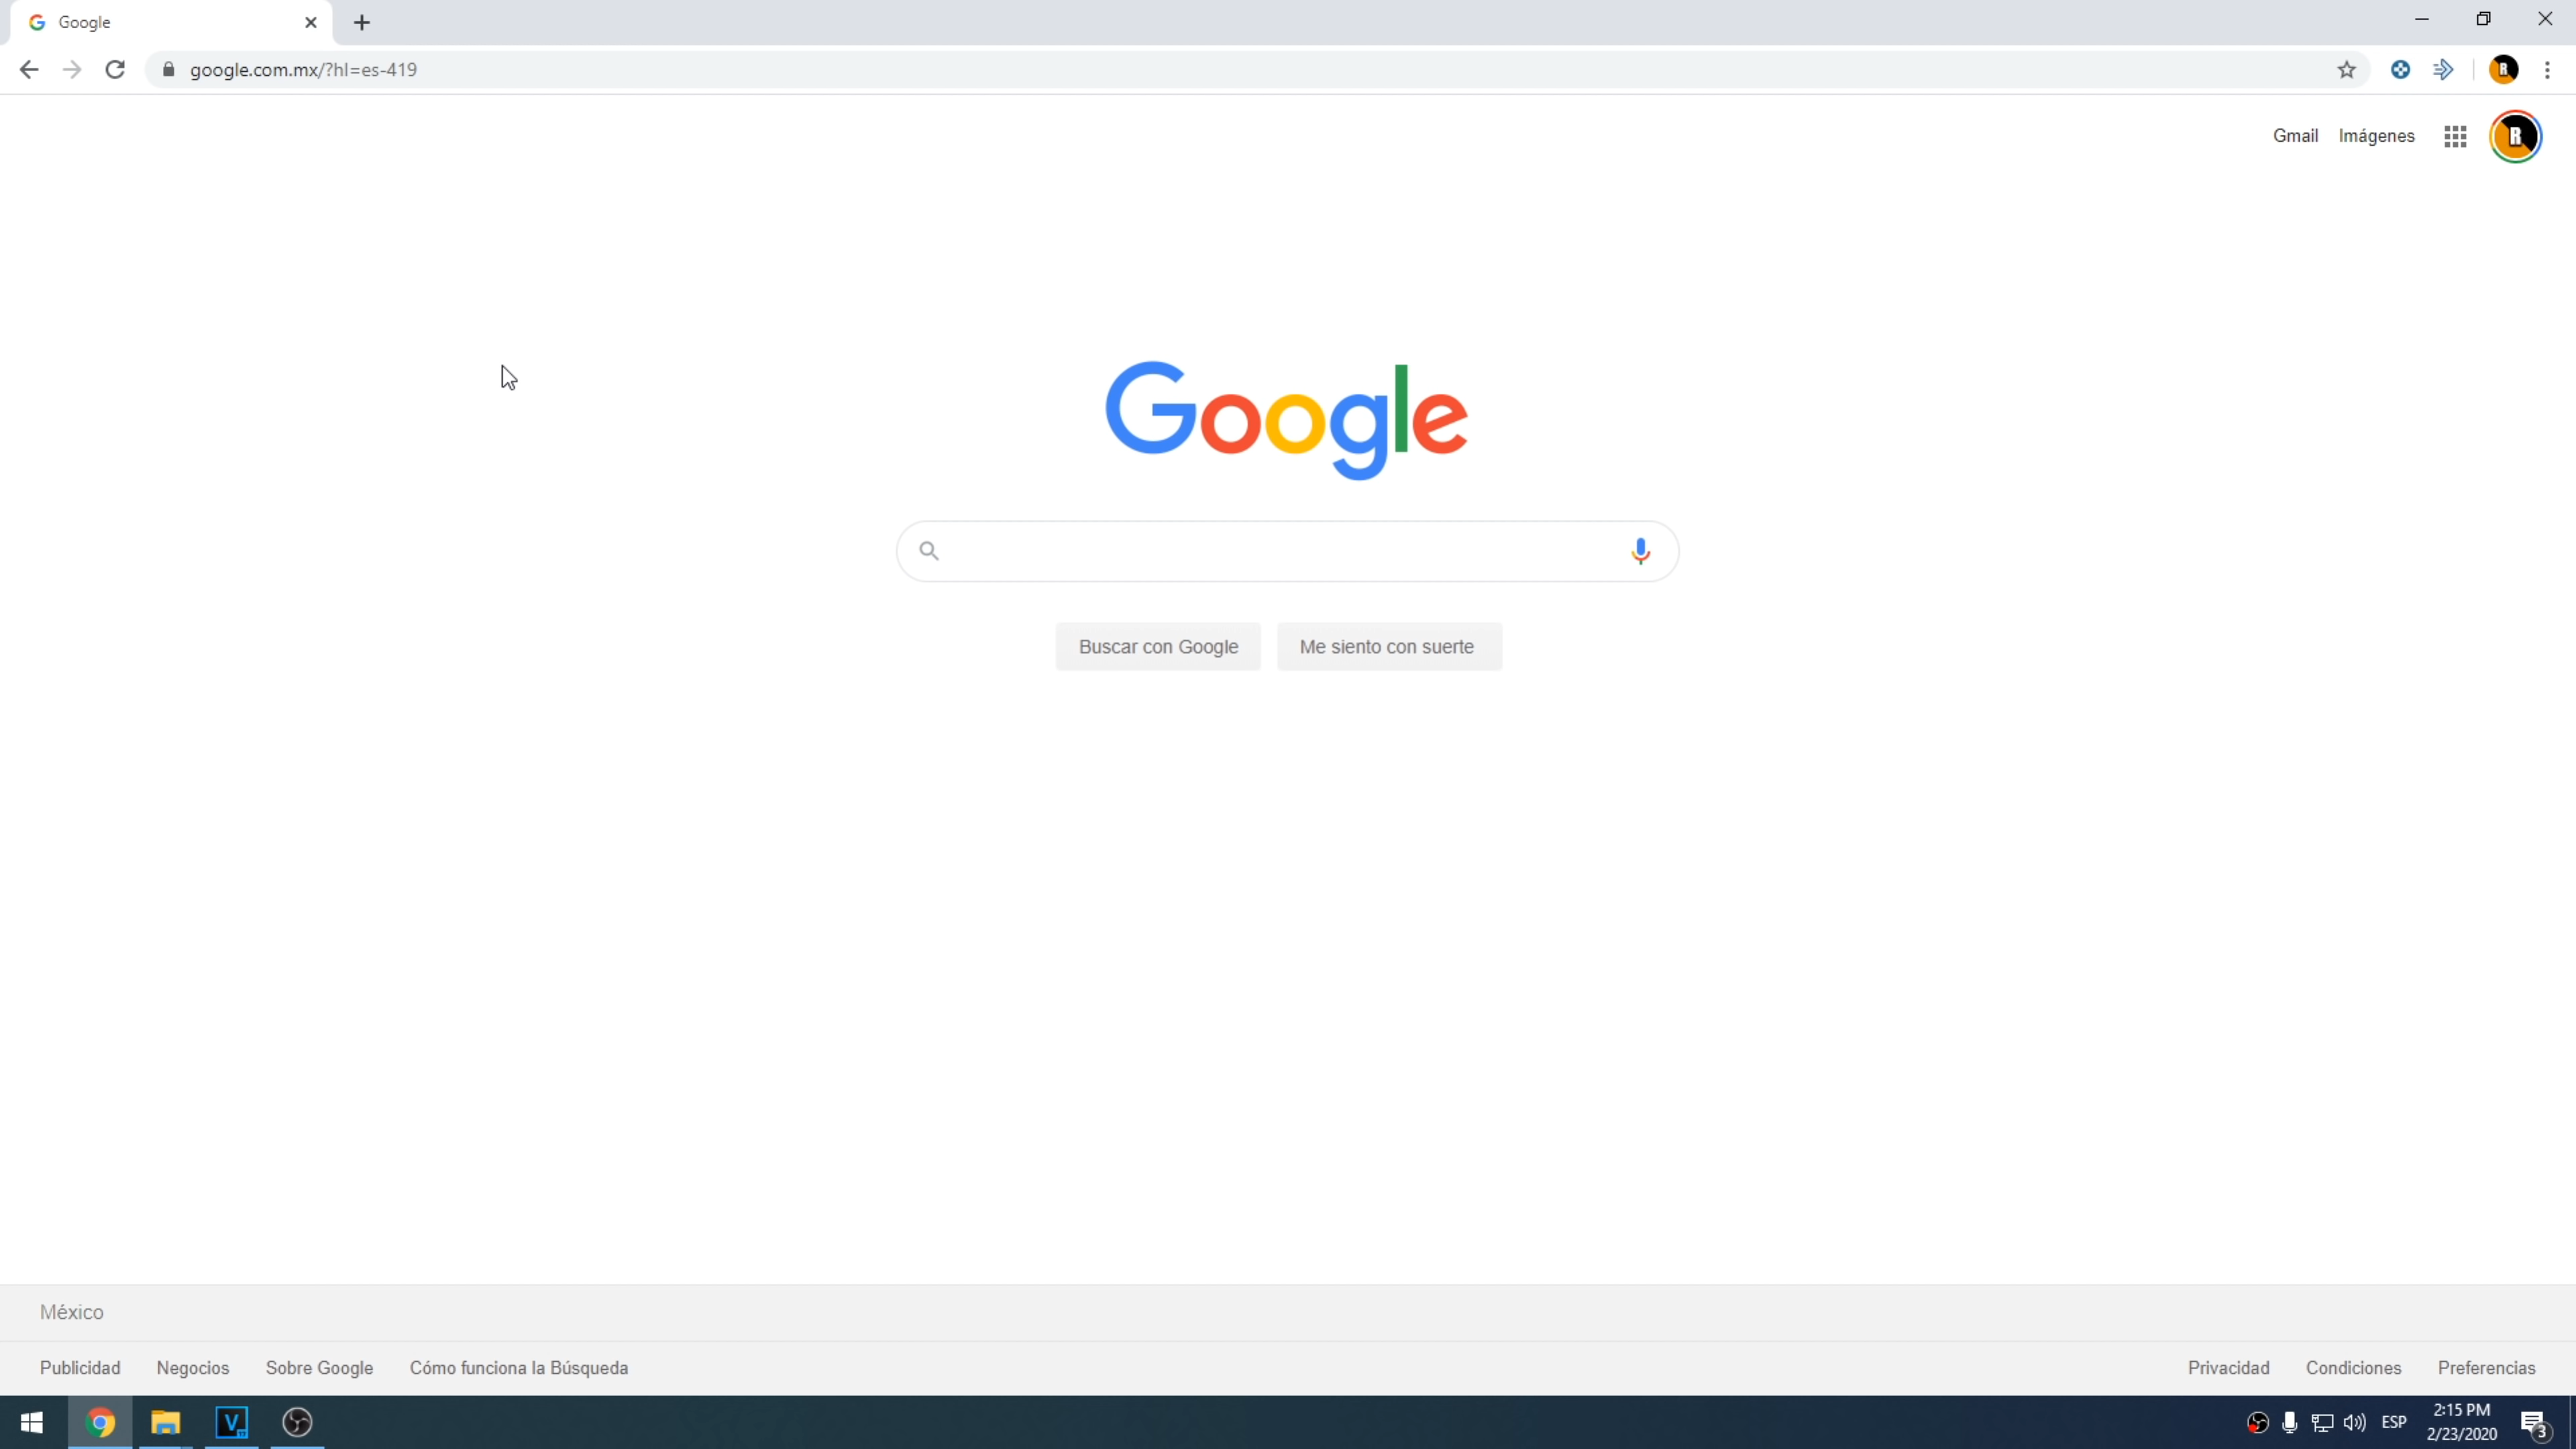 Google
google.com.mx/?hl=es-419
R
Gmail Imágenes R
Google
Buscar con Google Me siento con suerte
México
Publicidad Negocios Sobre Google Cómo funciona la Búsqueda Privacidad Condiciones Preferencias
V ESP 2:15 PM
2/23/2020 3